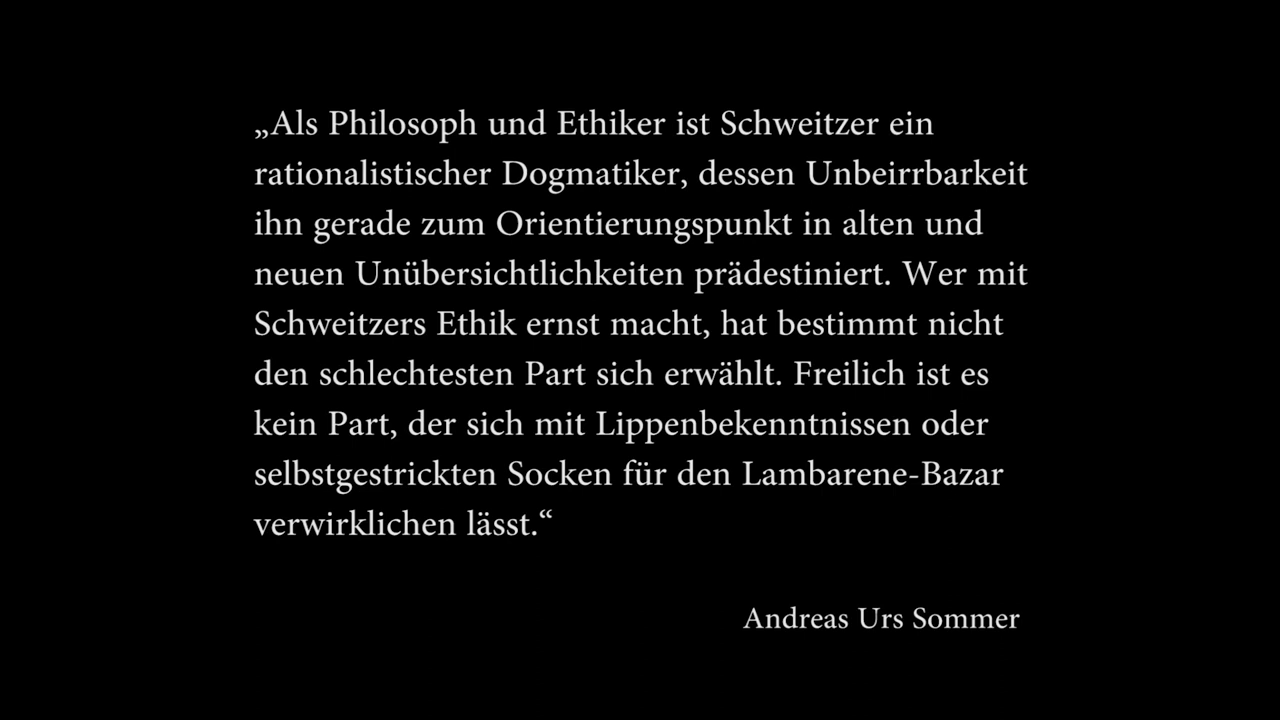 „Als Philosoph und Ethiker ist Schweitzer ein
rationalistischer Dogmatiker, dessen Unbeirrbarkeit
ihn gerade zum Orientierungspunkt in alten und
neuen Unübersichtlichkeiten prädestiniert. Wer mit
Schweitzers Ethik ernst macht, hat bestimmt nicht
den schlechtesten Part sich erwählt. Freilich ist es
kein Part, der sich mit Lippenbekenntnissen oder
selbstgestrickten Socken für den Lambarene-Bazar
verwirklichen lässt.“
Andreas Urs Sommer